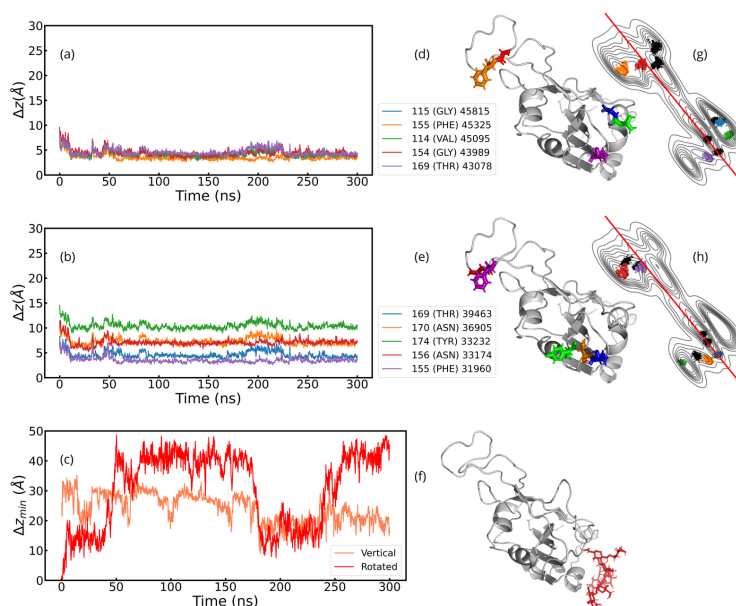 30
25
20
15
10
5
0
Δz(Å)
(a)
0 50 100 150 200 250 300
Time (ns)
115 (GLY) 45815
155 (PHE) 45325
114 (VAL) 45095
154 (GLY) 43989
169 (THR) 43078
(d)
(g)
30
25
20
15
10
5
0
Δz(Å)
(b)
0 50 100 150 200 250 300
Time (ns)
169 (THR) 39463
170 (ASN) 36905
174 (TYR) 33232
156 (ASN) 33174
155 (PHE) 31960
(e)
(h)
50
40
30
20
10
0
Δz_min (Å)
(c)
Vertical
Rotated
0 50 100 150 200 250 300
Time (ns)
(f)